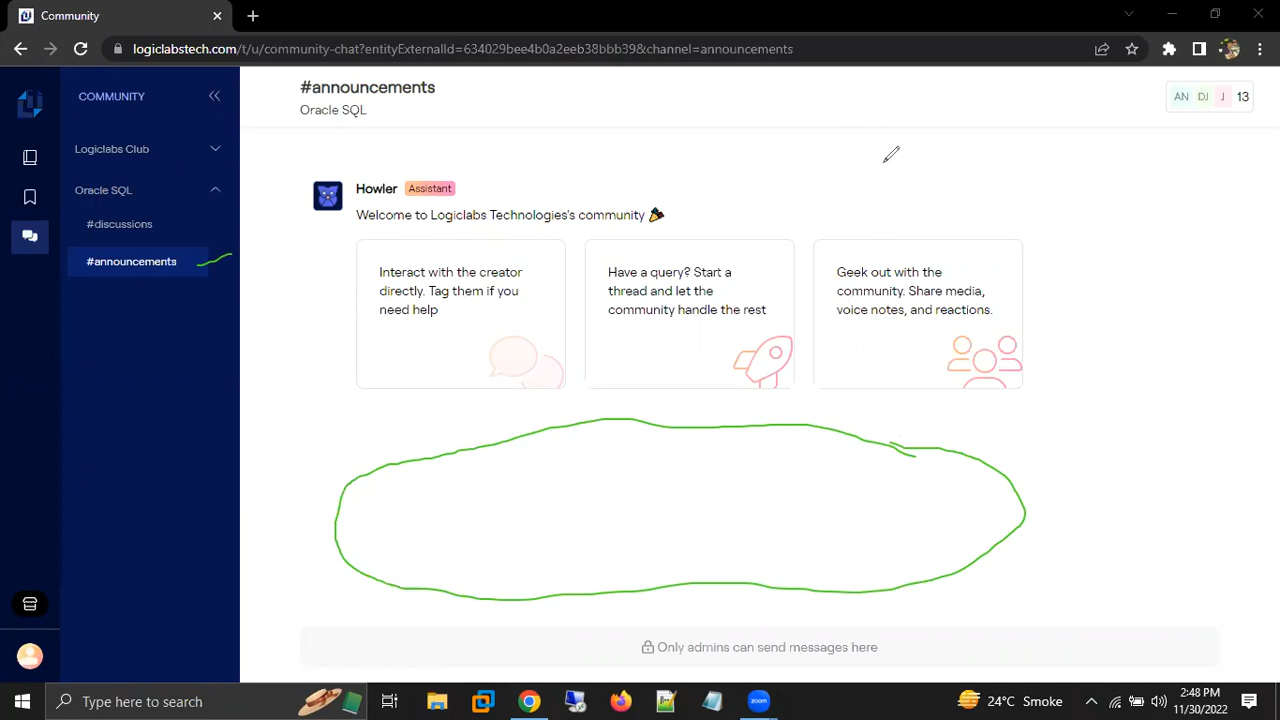 Community
logiclabstech.com/t/u/community-chat?entityExternalId=634029bee4b0a2eeb38bbb39&channel=announcements
COMMUNITY
Logiclabs Club
Oracle SQL
#discussions
#announcements
#announcements
Oracle SQL
AN DJ J 13
Howler Assistant
Welcome to Logiclabs Technologies's community
Interact with the creator
directly. Tag them if you
need help
Have a query? Start a
thread and let the
community handle the rest
Geek out with the
community. Share media,
voice notes, and reactions.
Only admins can send messages here
Type here to search
zoom
24°C Smoke
2:48 PM
11/30/2022